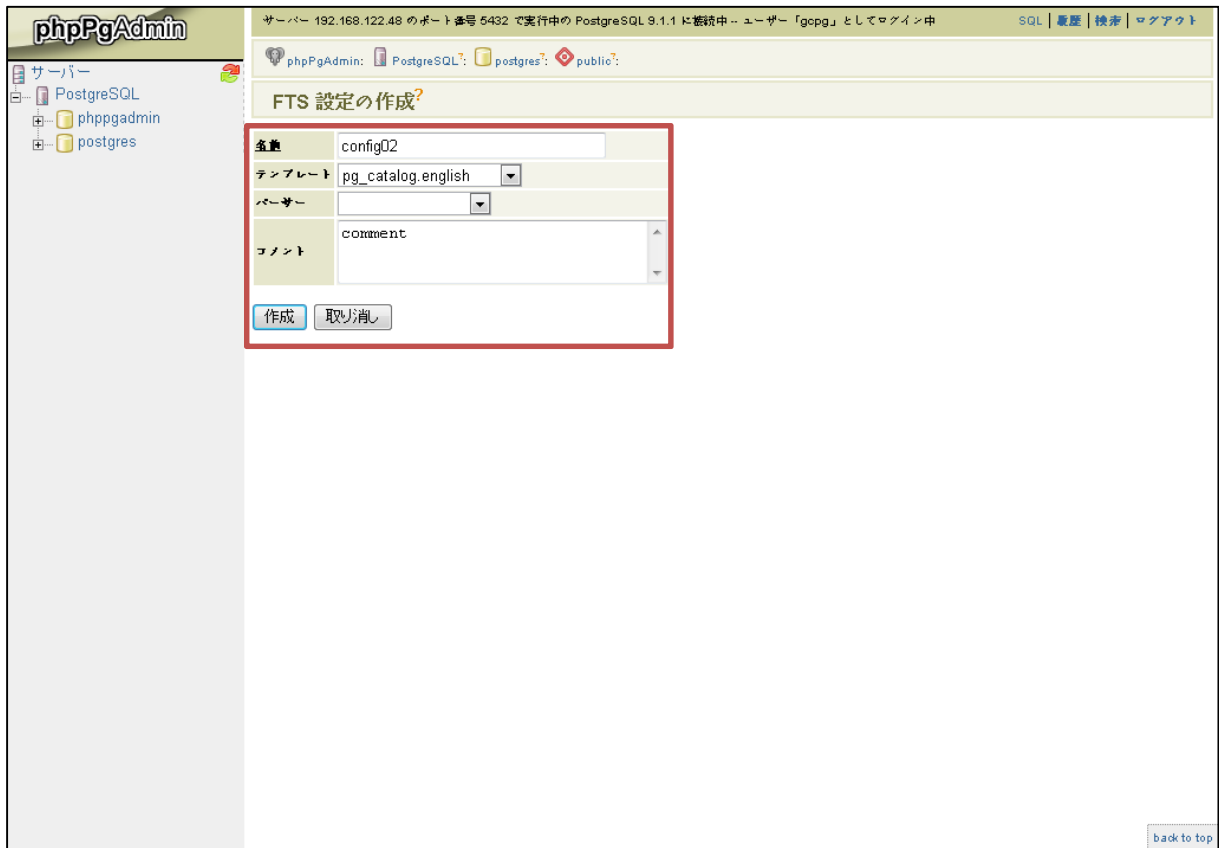 phpPgAdmin
サーバー 192.168.122.48 のポート番号 5432 で実行中の PostgreSQL 9.1.1 に接続中 -- ユーザー「gopg」としてログイン中
SQL | 履歴 | 検索 | ログアウト
サーバー
PostgreSQL
phppgadmin
postgres
phpPgAdmin: PostgreSQL?: postgres?: public?:
FTS 設定の作成?
名前 config02
テンプレート pg_catalog.english
パーサー
コメント comment
作成 取り消し
back to top